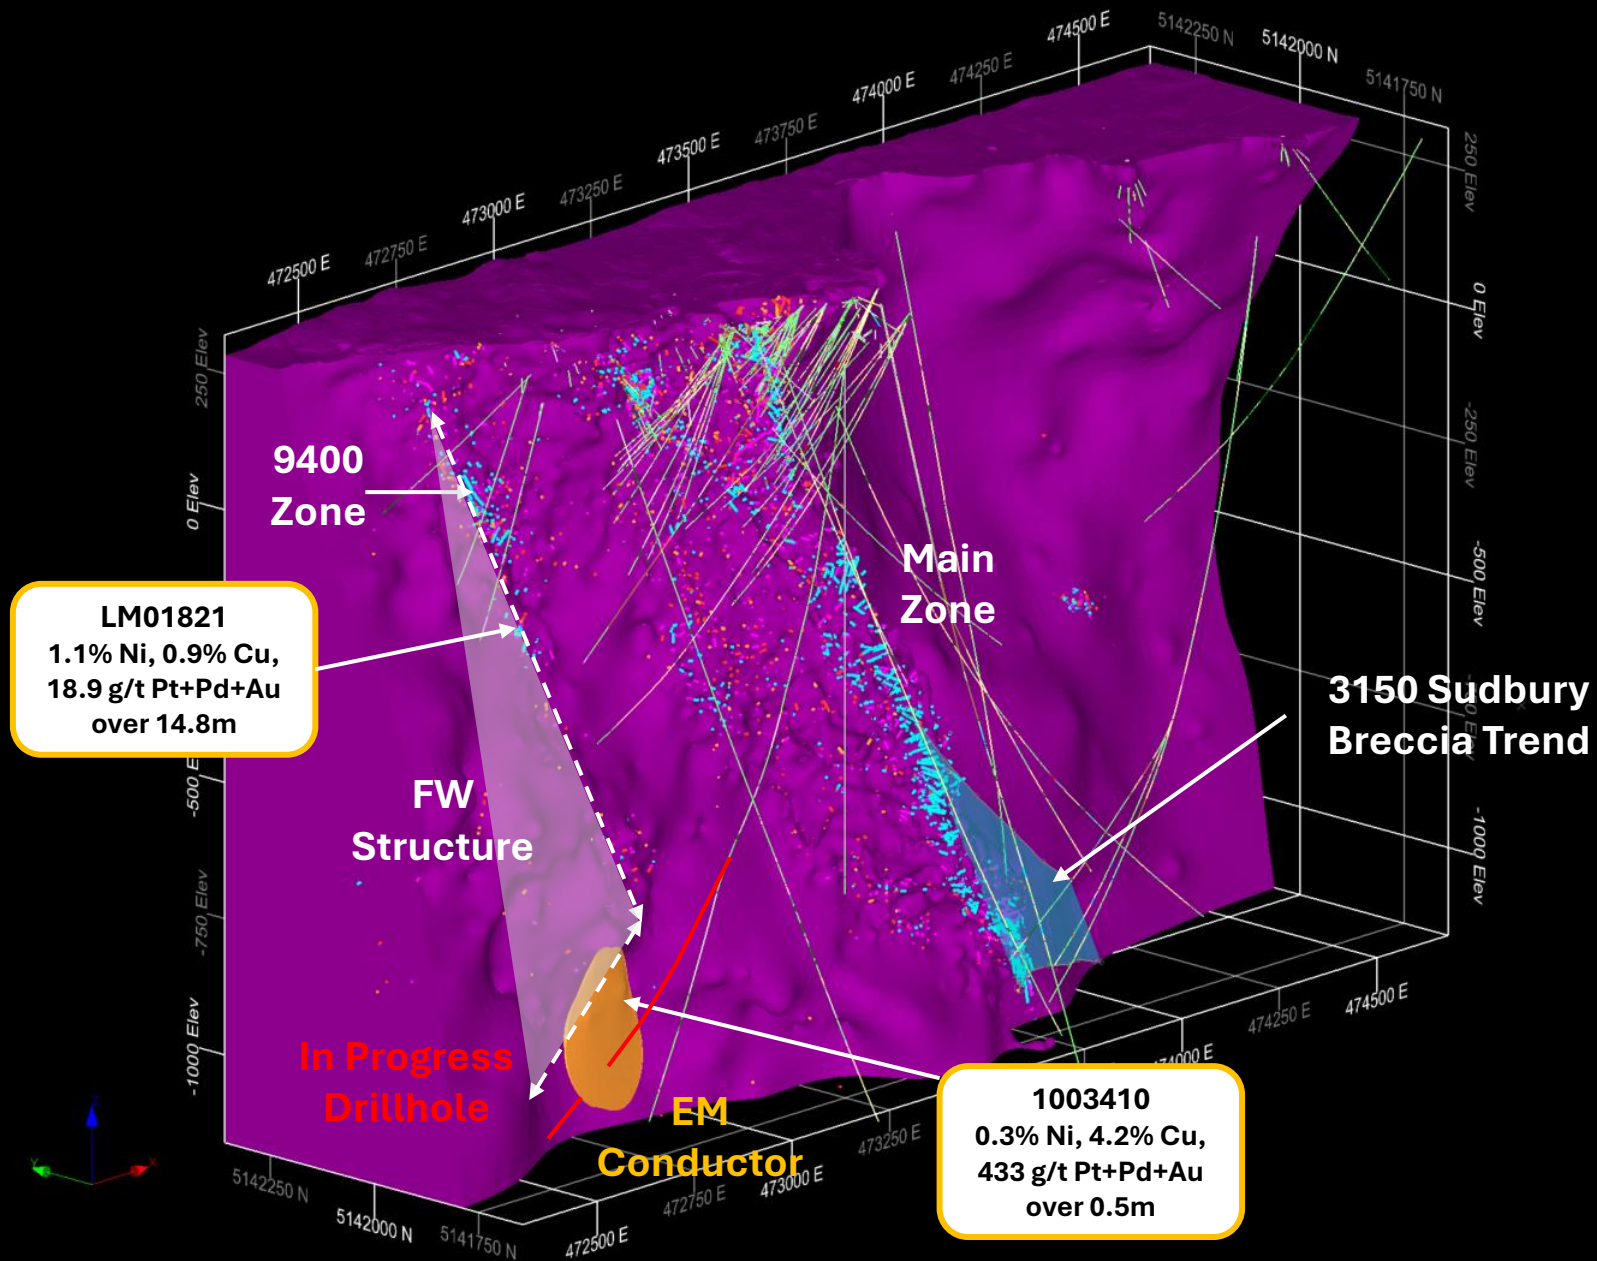 474500 E
5142250 N
5142000 N
5141750 N
474250 E
474000 E
473750 E
473500 E
473250 E
473000 E
472750 E
472500 E
250 Elev
0 Elev
-250 Elev
-500 Elev
-1000 Elev
250 Elev
0 Elev
-750 Elev
-1000 Elev
9400
Zone
Main
Zone
LM01821
1.1% Ni, 0.9% Cu,
18.9 g/t Pt+Pd+Au
over 14.8m
3150 Sudbury
Breccia Trend
FW
Structure
In Progress
Drillhole
EM
Conductor
1003410
0.3% Ni, 4.2% Cu,
433 g/t Pt+Pd+Au
over 0.5m
474500 E
474250 E
473250 E
473000 E
472750 E
472500 E
5142250 N
5142000 N
5141750 N